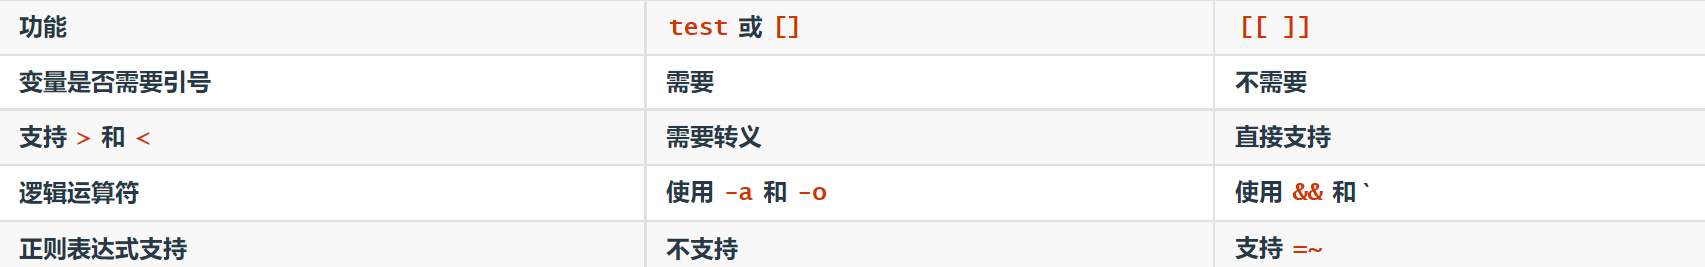 功能 test 或 [] [[ ]]
变量是否需要引号 需要 不需要
支持 > 和 < 需要转义 直接支持
逻辑运算符 使用 -a 和 -o 使用 && 和 `
正则表达式支持 不支持 支持 =~